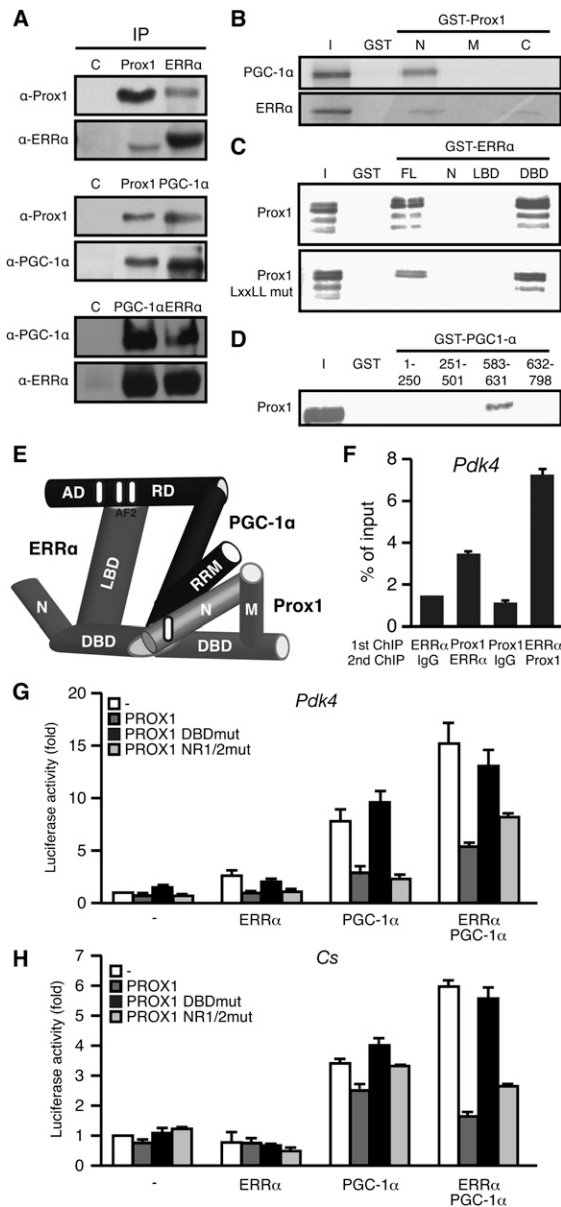 A
IP
C Prox1 ERRα
α-Prox1
α-ERRα
C Prox1 PGC-1α
α-Prox1
α-PGC-1α
C PGC-1αERRα
α-PGC-1α
α-ERRα
B
GST-Prox1
I GST N M C
PGC-1α
ERRα
C
GST-ERRα
I GST FL N LBD DBD
Prox1
Prox1
LxxLL mut
D
GST-PGC1-α
I GST 1- 251- 583- 632-
250 501 631 798
Prox1
E
AD RD
AF2
PGC-1α
ERRα
LBD
RRM
N
N
M
Prox1
DBD
DBD
F
Pdk4
% of input
8
6
4
2
0
1st ChIP ERRα Prox1 Prox1 ERRα
2nd ChIP IgG ERRα IgG Prox1
G
Pdk4
Luciferase activity (fold)
20
15
10
5
0
-
PROX1
PROX1 DBDmut
PROX1 NR1/2mut
- ERRα PGC-1α ERRα
PGC-1α
H
Cs
Luciferase activity (fold)
7
6
5
4
3
2
1
0
-
PROX1
PROX1 DBDmut
PROX1 NR1/2mut
- ERRα PGC-1α ERRα
PGC-1α